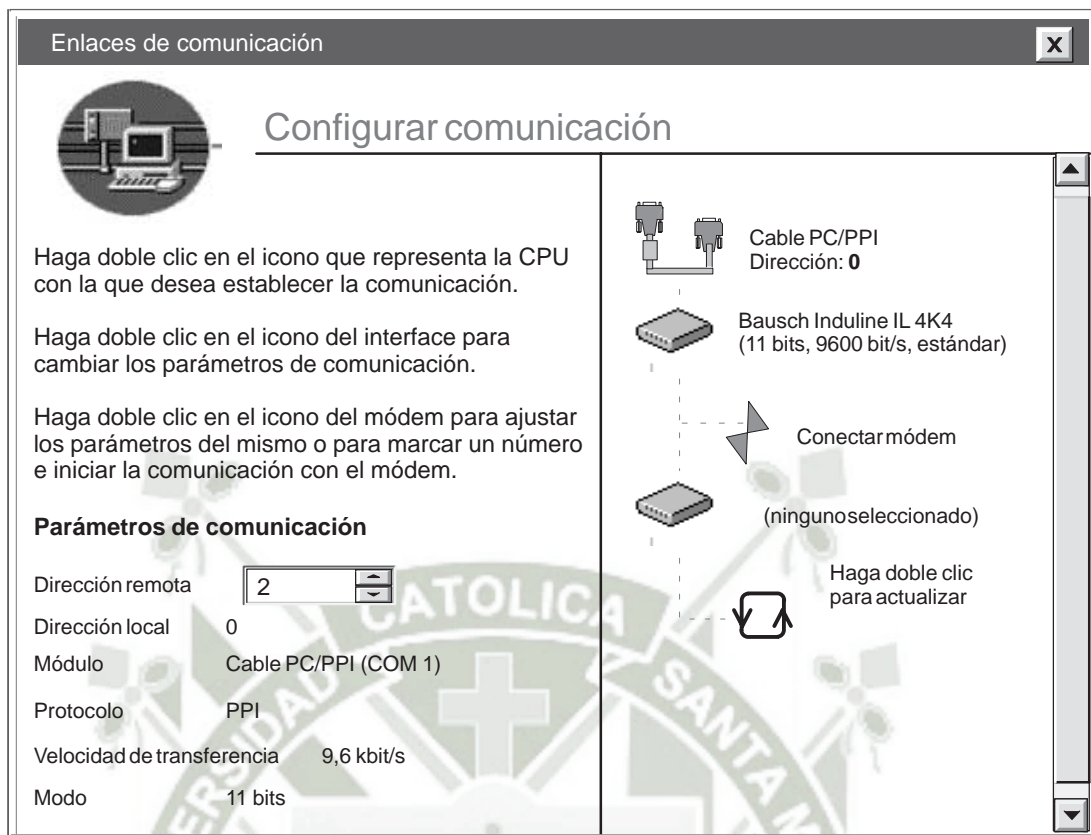 Enlaces de comunicación
X
Configurar comunicación
Haga doble clic en el icono que representa la CPU
con la que desea establecer la comunicación.
Haga doble clic en el icono del interface para
cambiar los parámetros de comunicación.
Haga doble clic en el icono del módem para ajustar
los parámetros del mismo o para marcar un número
e iniciar la comunicación con el módem.
Parámetros de comunicación
Dirección remota 2
Dirección local 0
Módulo Cable PC/PPI (COM 1)
Protocolo PPI
Velocidad de transferencia 9,6 kbit/s
Modo 11 bits
Cable PC/PPI
Dirección: 0
Bausch Induline IL 4K4
(11 bits, 9600 bit/s, estándar)
Conectar módem
(ninguno seleccionado)
Haga doble clic
para actualizar
CATOLICA
SANTA